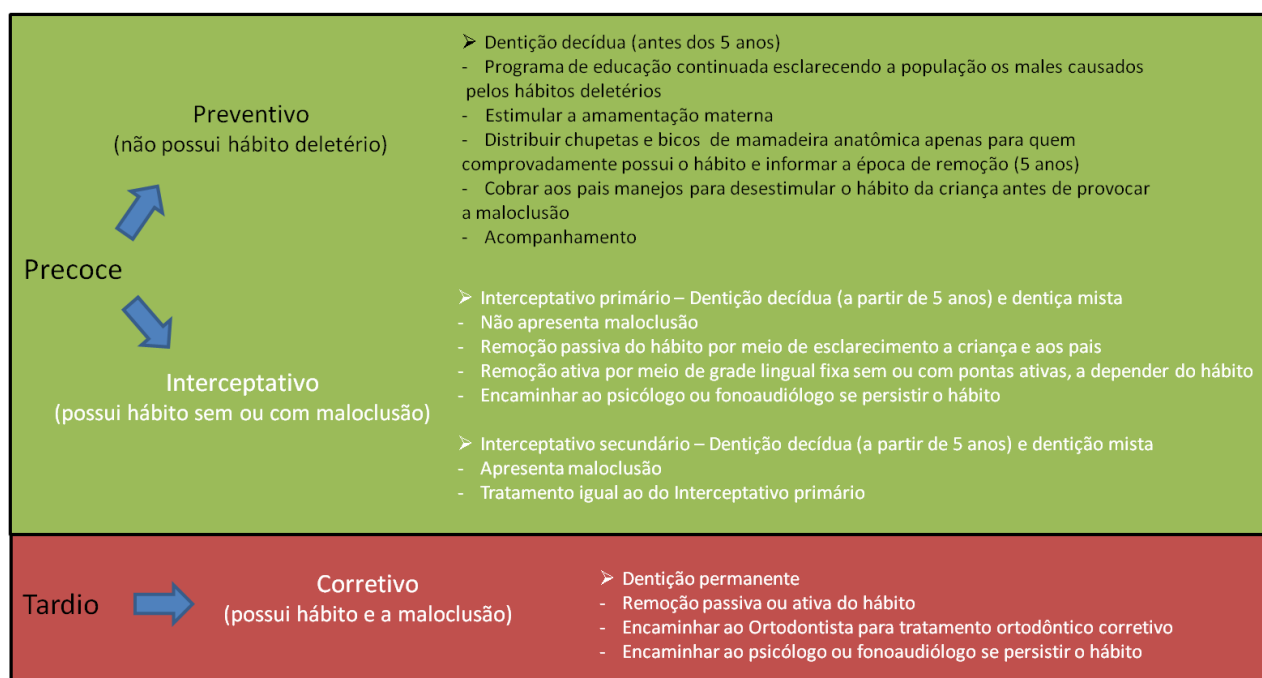 Precoce
Preventivo
(não possui hábito deletério)
➢ Dentição decídua (antes dos 5 anos)
- Programa de educação continuada esclarecendo a população os males causados
pelos hábitos deletérios
- Estimular a amamentação materna
- Distribuir chupetas e bicos de mamadeira anatômica apenas para quem
comprovadamente possui o hábito e informar a época de remoção (5 anos)
- Cobrar aos pais manejos para desestimular o hábito da criança antes de provocar
a maloclusão
- Acompanhamento
Interceptativo
(possui hábito sem ou com maloclusão)
➢ Interceptativo primário – Dentição decídua (a partir de 5 anos) e dentiça mista
- Não apresenta maloclusão
- Remoção passiva do hábito por meio de esclarecimento a criança e aos pais
- Remoção ativa por meio de grade lingual fixa sem ou com pontas ativas, a depender do hábito
- Encaminhar ao psicólogo ou fonoaudiólogo se persistir o hábito
➢ Interceptativo secundário – Dentição decídua (a partir de 5 anos) e dentição mista
- Apresenta maloclusão
- Tratamento igual ao do Interceptativo primário
Tardio
Corretivo
(possui hábito e a maloclusão)
➢ Dentição permanente
- Remoção passiva ou ativa do hábito
- Encaminhar ao Ortodontista para tratamento ortodôntico corretivo
- Encaminhar ao psicólogo ou fonoaudiólogo se persistir o hábito